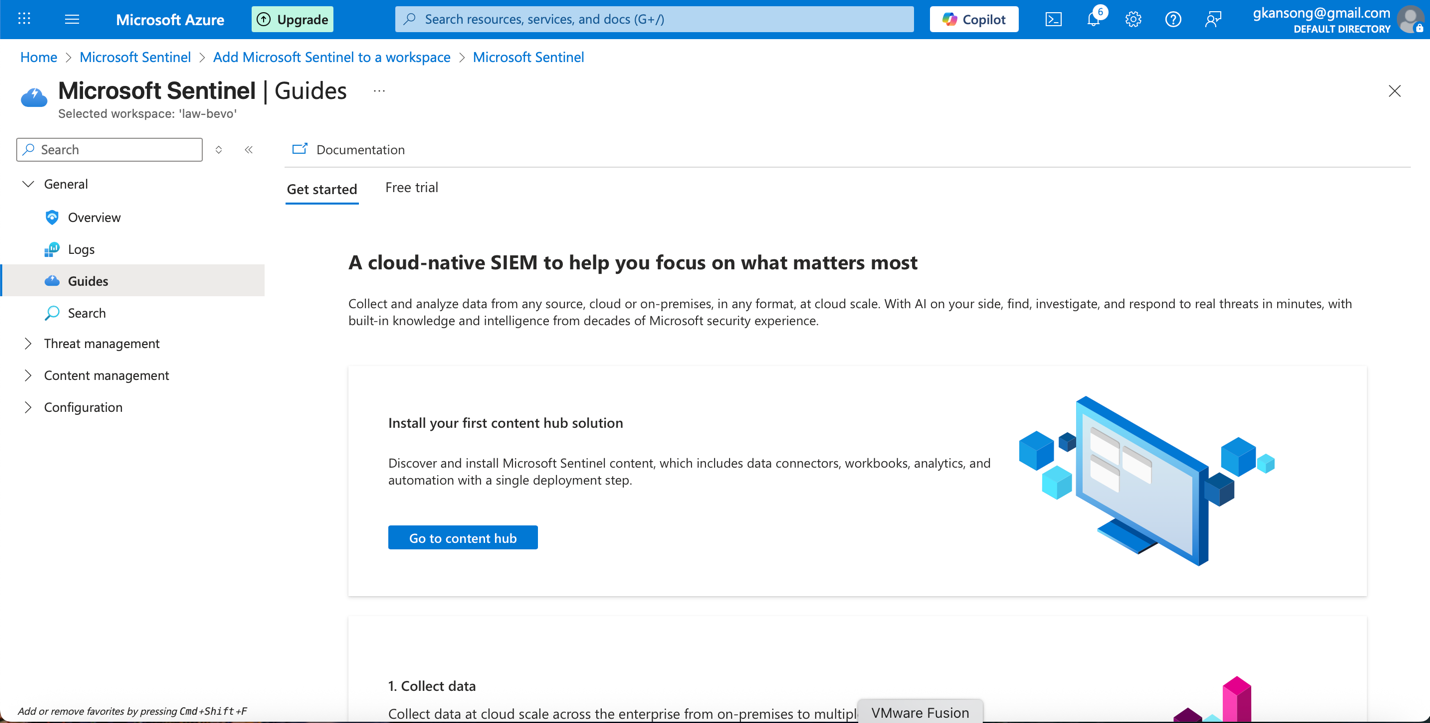 Microsoft Azure
Upgrade
Search resources, services, and docs (G+/)
Copilot
6
gkansong@gmail.com
DEFAULT DIRECTORY
Home > Microsoft Sentinel > Add Microsoft Sentinel to a workspace > Microsoft Sentinel
Microsoft Sentinel | Guides ...
Selected workspace: 'law-bevo'
Search
Documentation
General
Overview
Logs
Guides
Search
Threat management
Content management
Configuration
Get started
Free trial
A cloud-native SIEM to help you focus on what matters most
Collect and analyze data from any source, cloud or on-premises, in any format, at cloud scale. With AI on your side, find, investigate, and respond to real threats in minutes, with
built-in knowledge and intelligence from decades of Microsoft security experience.
Install your first content hub solution
Discover and install Microsoft Sentinel content, which includes data connectors, workbooks, analytics, and
automation with a single deployment step.
Go to content hub
1. Collect data
Collect data at cloud scale across the enterprise from on-premises to multipl
VMware Fusion
Add or remove favorites by pressing Cmd+Shift+F